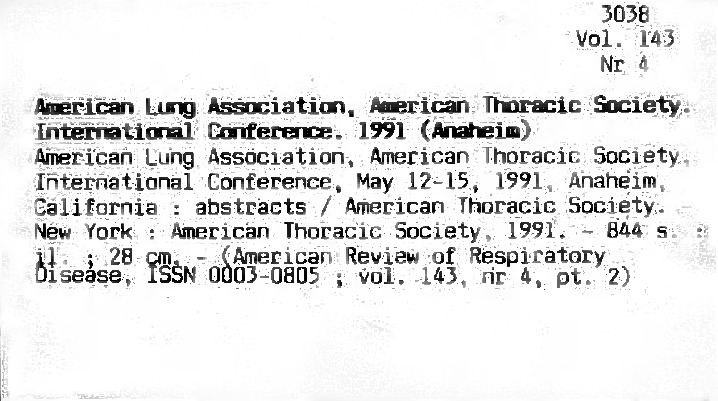 3038
Vol. 143
Nr 4
American Lung Association, American Thoracic Society.
International Conference. 1991 (Anaheim)
American Lung Association, American Thoracic Society.
International Conference, May 12-15, 1991, Anaheim,
California : abstracts / American Thoracic Society. -
New York : American Thoracic Society, 1991. - 844 s. :
il. ; 28 cm. - (American Review of Respiratory
Disease, ISSN 0003-0805 ; vol. 143, nr 4, pt. 2)